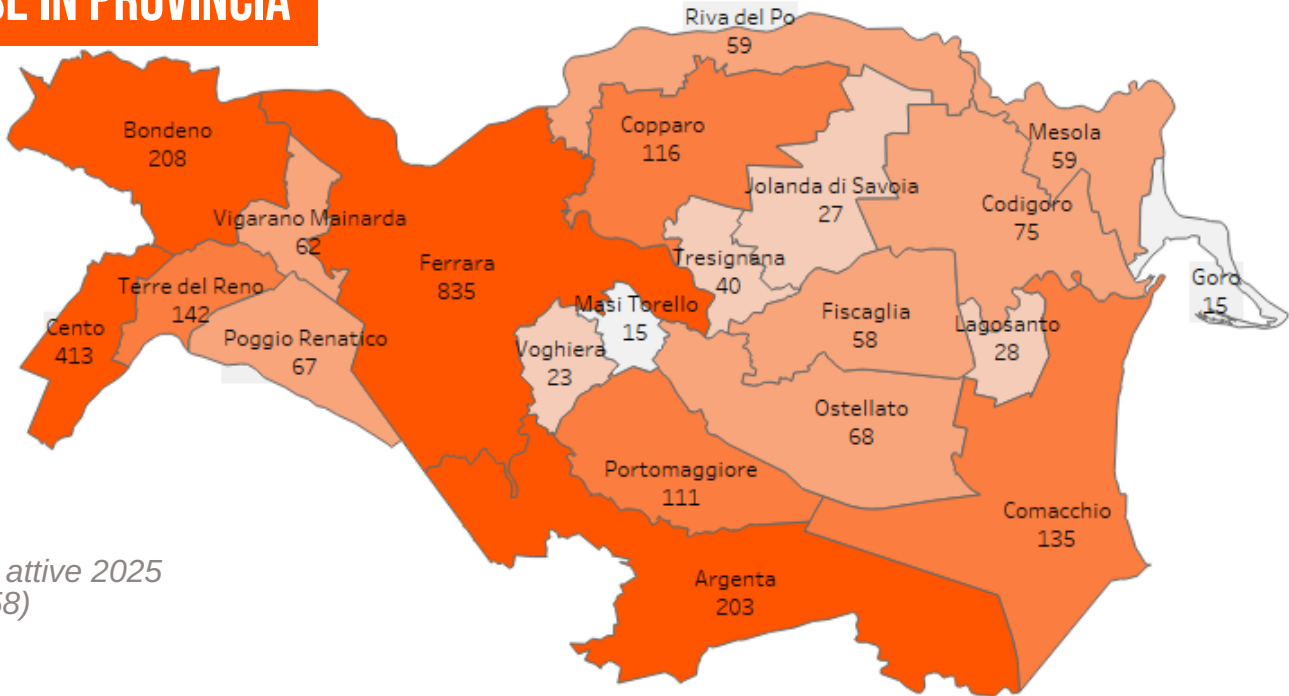 IN PROVINCIA
Riva del Po
59
Bondeno
208
Copparo
116
Mesola
59
Jolanda di Savoia
27
Codigoro
75
Vigarano Mainarda
62
Ferrara
835
Tresignana
40
Goro
15
Terre del Reno
142
Masi Torello
15
Fiscaglia
58
Lagosanto
28
Cento
413
Poggio Renatico
67
Voghiera
23
Ostellato
68
Portomaggiore
111
Comacchio
135
Argenta
203
attive 2025
8)